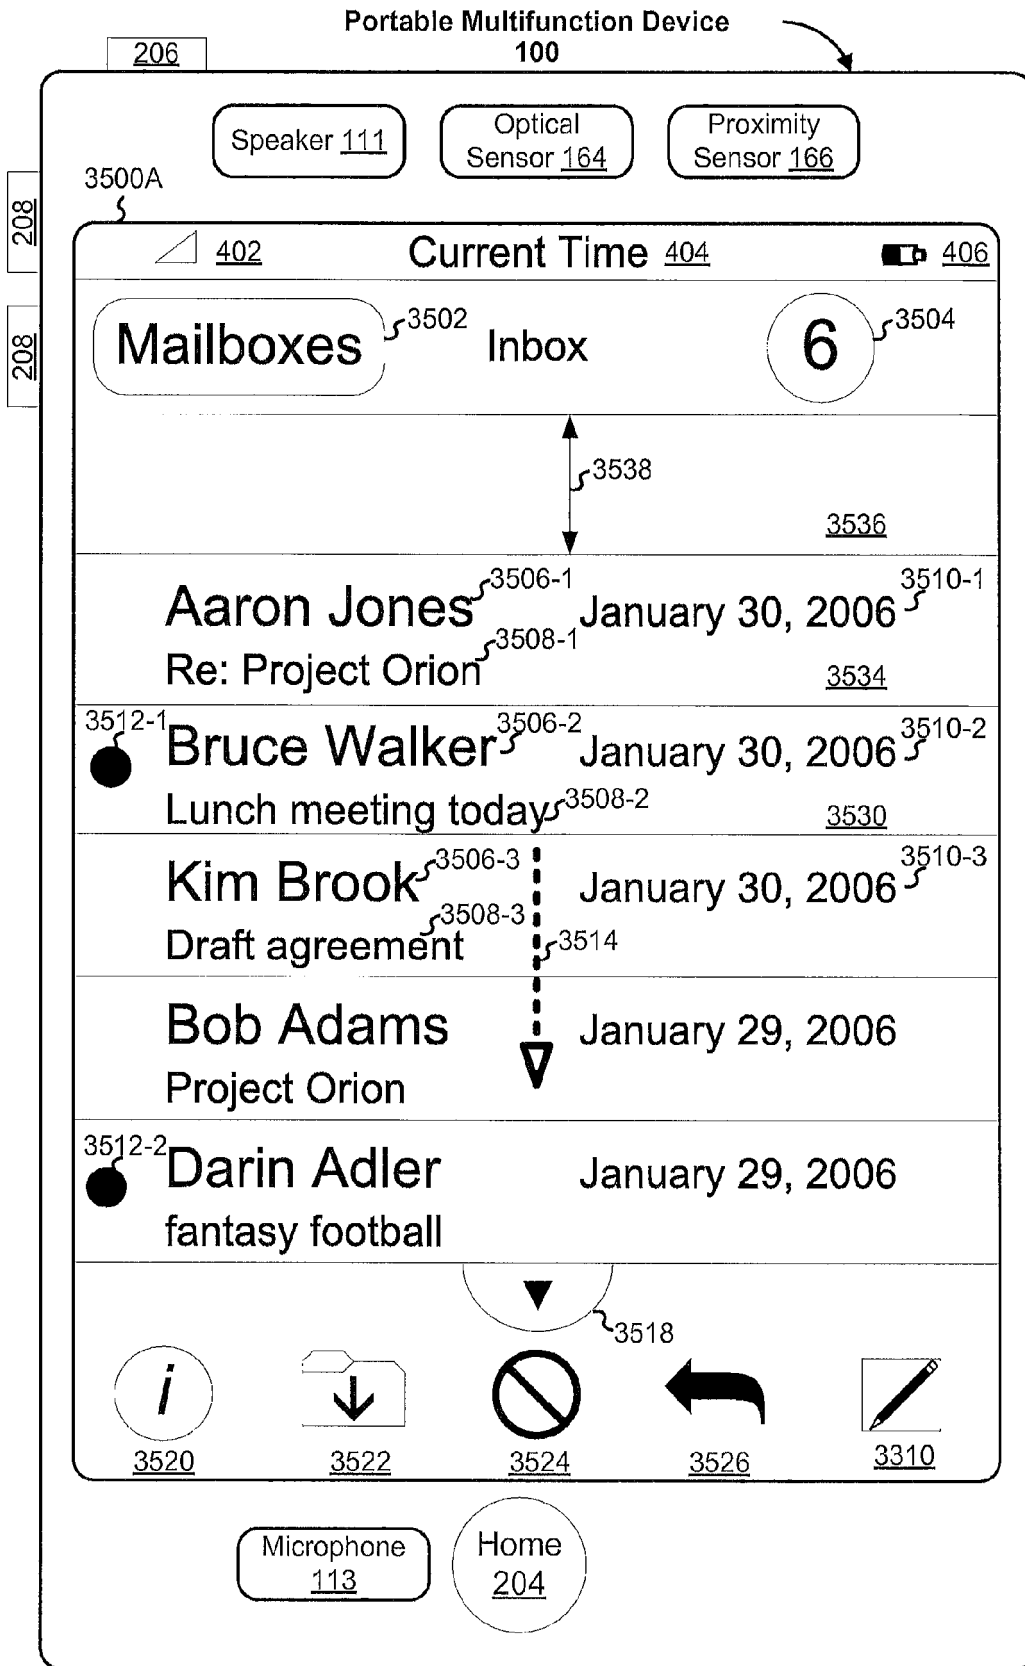 Portable Multifunction Device
100
206
Speaker 111
Optical
Sensor 164
Proximity
Sensor 166
3500A
208
208
402
Current Time 404
406
Mailboxes
3502
Inbox
6
3504
3538
3536
Aaron Jones
3506-1
January 30, 2006
3510-1
Re: Project Orion
3508-1
3534
3512-1
Bruce Walker
3506-2
January 30, 2006
3510-2
Lunch meeting today
3508-2
3530
Kim Brook
3506-3
January 30, 2006
3510-3
Draft agreement
3508-3
3514
Bob Adams
January 29, 2006
Project Orion
3512-2
Darin Adler
January 29, 2006
fantasy football
3518
i
3520
3522
3524
3526
3310
Microphone
113
Home
204